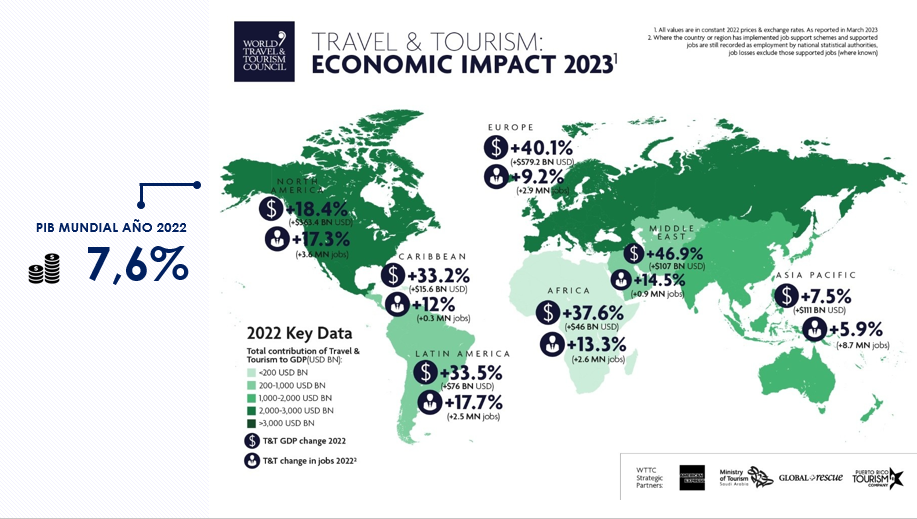 WORLD
TRAVEL &
TOURISM
COUNCIL
TRAVEL & TOURISM:
ECONOMIC IMPACT 2023¹
1. All values are in constant 2022 prices & exchange rates. As reported in March 2023
2. Where the country or region has implemented job support schemes and supported
jobs are still recorded as employment by national statistical authorities,
job losses exclude those supported jobs (where known)
PIB MUNDIAL AÑO 2022
7,6%
NORTH
AMERICA
+18.4%
(+$363.4 BN USD)
+17.3%
(+3.8 MN jobs)
EUROPE
+40.1%
(+$579.2 BN USD)
+9.2%
(+2.9 MN jobs)
CARIBBEAN
+33.2%
(+$15.6 BN USD)
+12%
(+0.3 MN jobs)
MIDDLE
EAST
+46.9%
(+$107 BN USD)
+14.5%
(+0.9 MN jobs)
AFRICA
+37.6%
(+$46 BN USD)
+13.3%
(+2.6 MN jobs)
ASIA PACIFIC
+7.5%
(+$111 BN USD)
+5.9%
(+8.7 MN jobs)
LATIN AMERICA
+33.5%
(+$76 BN USD)
+17.7%
(+2.5 MN jobs)
2022 Key Data
Total contribution of Travel &
Tourism to GDP(USD BN):
<200 USD BN
200-1,000 USD BN
1,000-2,000 USD BN
2,000-3,000 USD BN
>3,000 USD BN
T&T GDP change 2022
T&T change in jobs 2022²
WTTC
Strategic
Partners:
AMERICAN
EXPRESS
Ministry
of Tourism
Saudi Arabia
GLOBAL rescue
PUERTO RICO
TOURISM
COMPANY